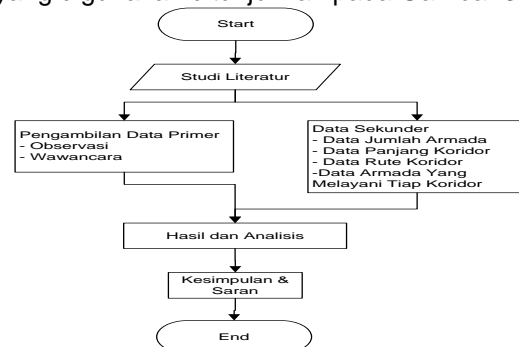 Start
Studi Literatur
Pengambilan Data Primer
- Observasi
- Wawancara
Data Sekunder
- Data Jumlah Armada
- Data Panjang Koridor
- Data Rute Koridor
-Data Armada Yang
Melayani Tiap Koridor
Hasil dan Analisis
Kesimpulan &
Saran
End